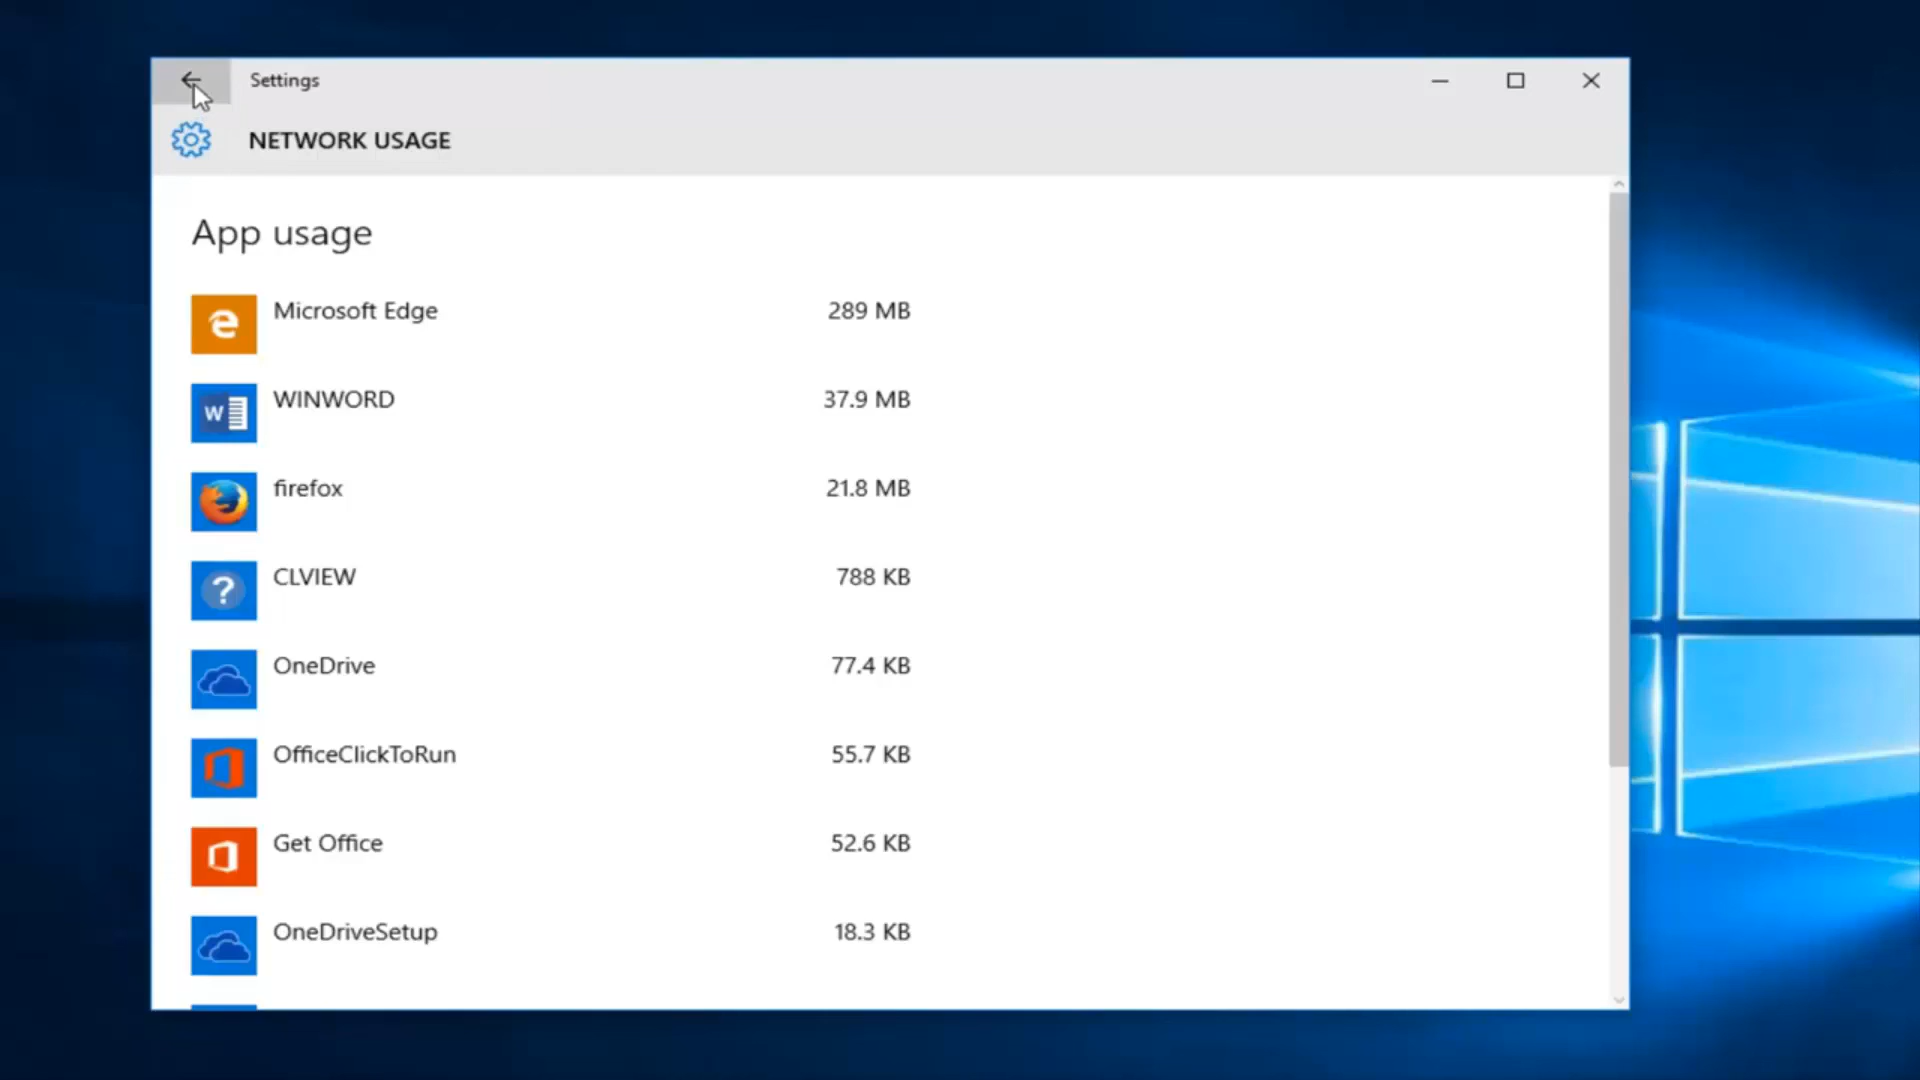 Settings
NETWORK USAGE
App usage
Microsoft Edge 289 MB
WINWORD 37.9 MB
firefox 21.8 MB
CLVIEW 788 KB
OneDrive 77.4 KB
OfficeClickToRun 55.7 KB
Get Office 52.6 KB
OneDriveSetup 18.3 KB